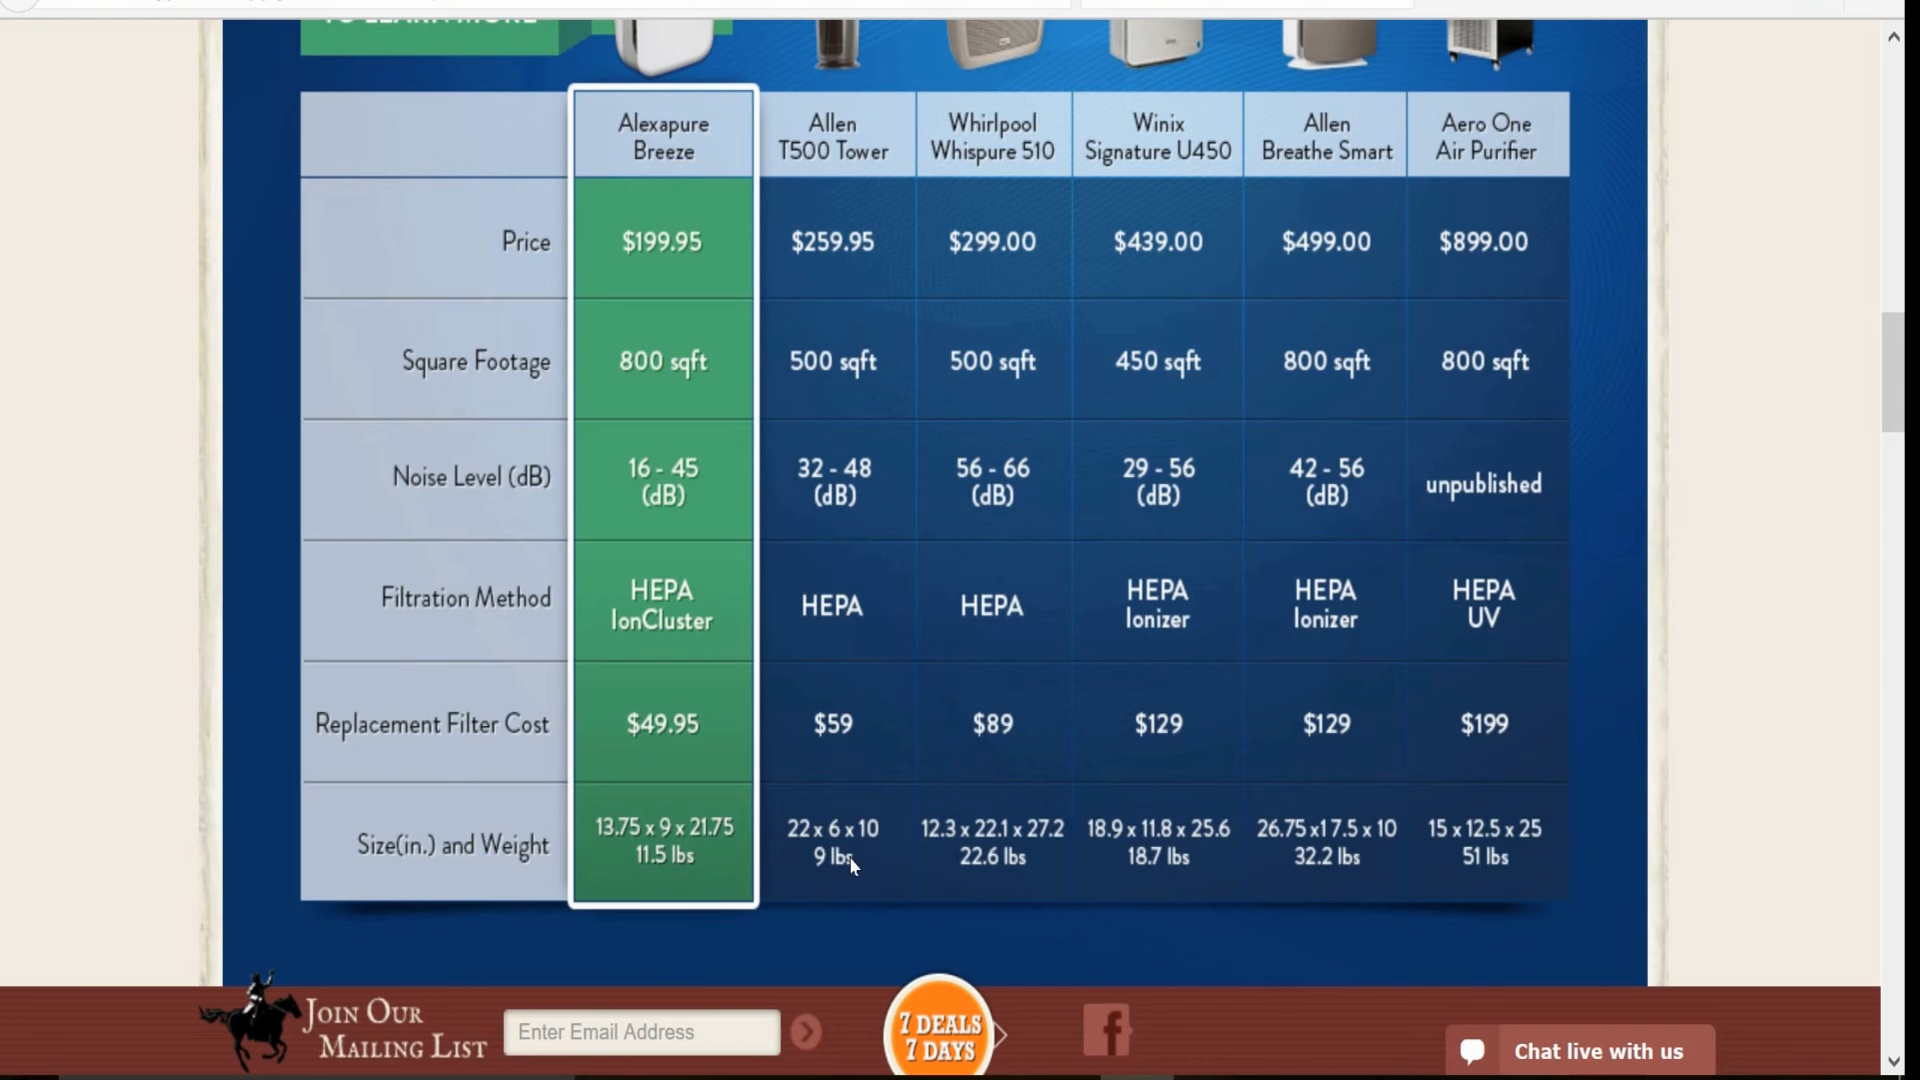 TO LEARN MORE
Alexapure
Breeze
Allen
T500 Tower
Whirlpool
Whispure 510
Winix
Signature U450
Allen
Breathe Smart
Aero One
Air Purifier
Price
$199.95
$259.95
$299.00
$439.00
$499.00
$899.00
Square Footage
800 sqft
500 sqft
500 sqft
450 sqft
800 sqft
800 sqft
Noise Level (dB)
16 - 45
(dB)
32 - 48
(dB)
56 - 66
(dB)
29 - 56
(dB)
42 - 56
(dB)
unpublished
Filtration Method
HEPA
IonCluster
HEPA
HEPA
HEPA
Ionizer
HEPA
Ionizer
HEPA
UV
Replacement Filter Cost
$49.95
$59
$89
$129
$129
$199
Size(in.) and Weight
13.75 x 9 x 21.75
11.5 lbs
22 x 6 x 10
9 lbs
12.3 x 22.1 x 27.2
22.6 lbs
18.9 x 11.8 x 25.6
18.7 lbs
26.75 x17.5 x 10
32.2 lbs
15 x 12.5 x 25
51 lbs
JOIN OUR
MAILING LIST
Enter Email Address
7 DEALS
7 DAYS
f
Chat live with us